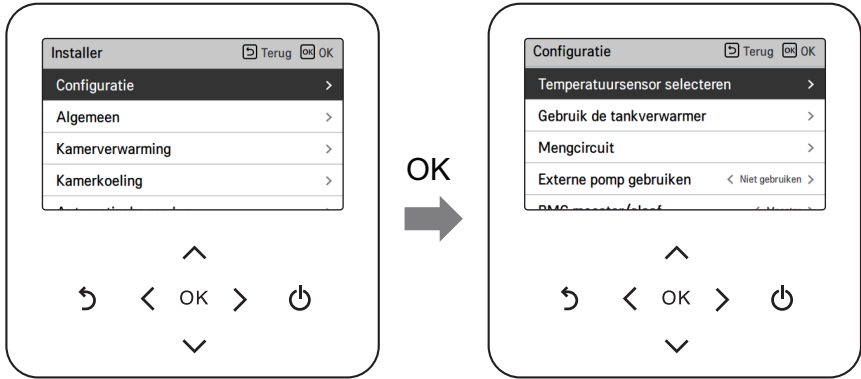 Installer Terug OK OK
Configuratie
Algemeen
Kamerverwarming
Kamerkoeling
OK
OK
Configuratie Terug OK OK
Temperatuursensor selecteren
Gebruik de tankverwarmer
Mengcircuit
Externe pomp gebruiken < Niet gebruiken >
OK